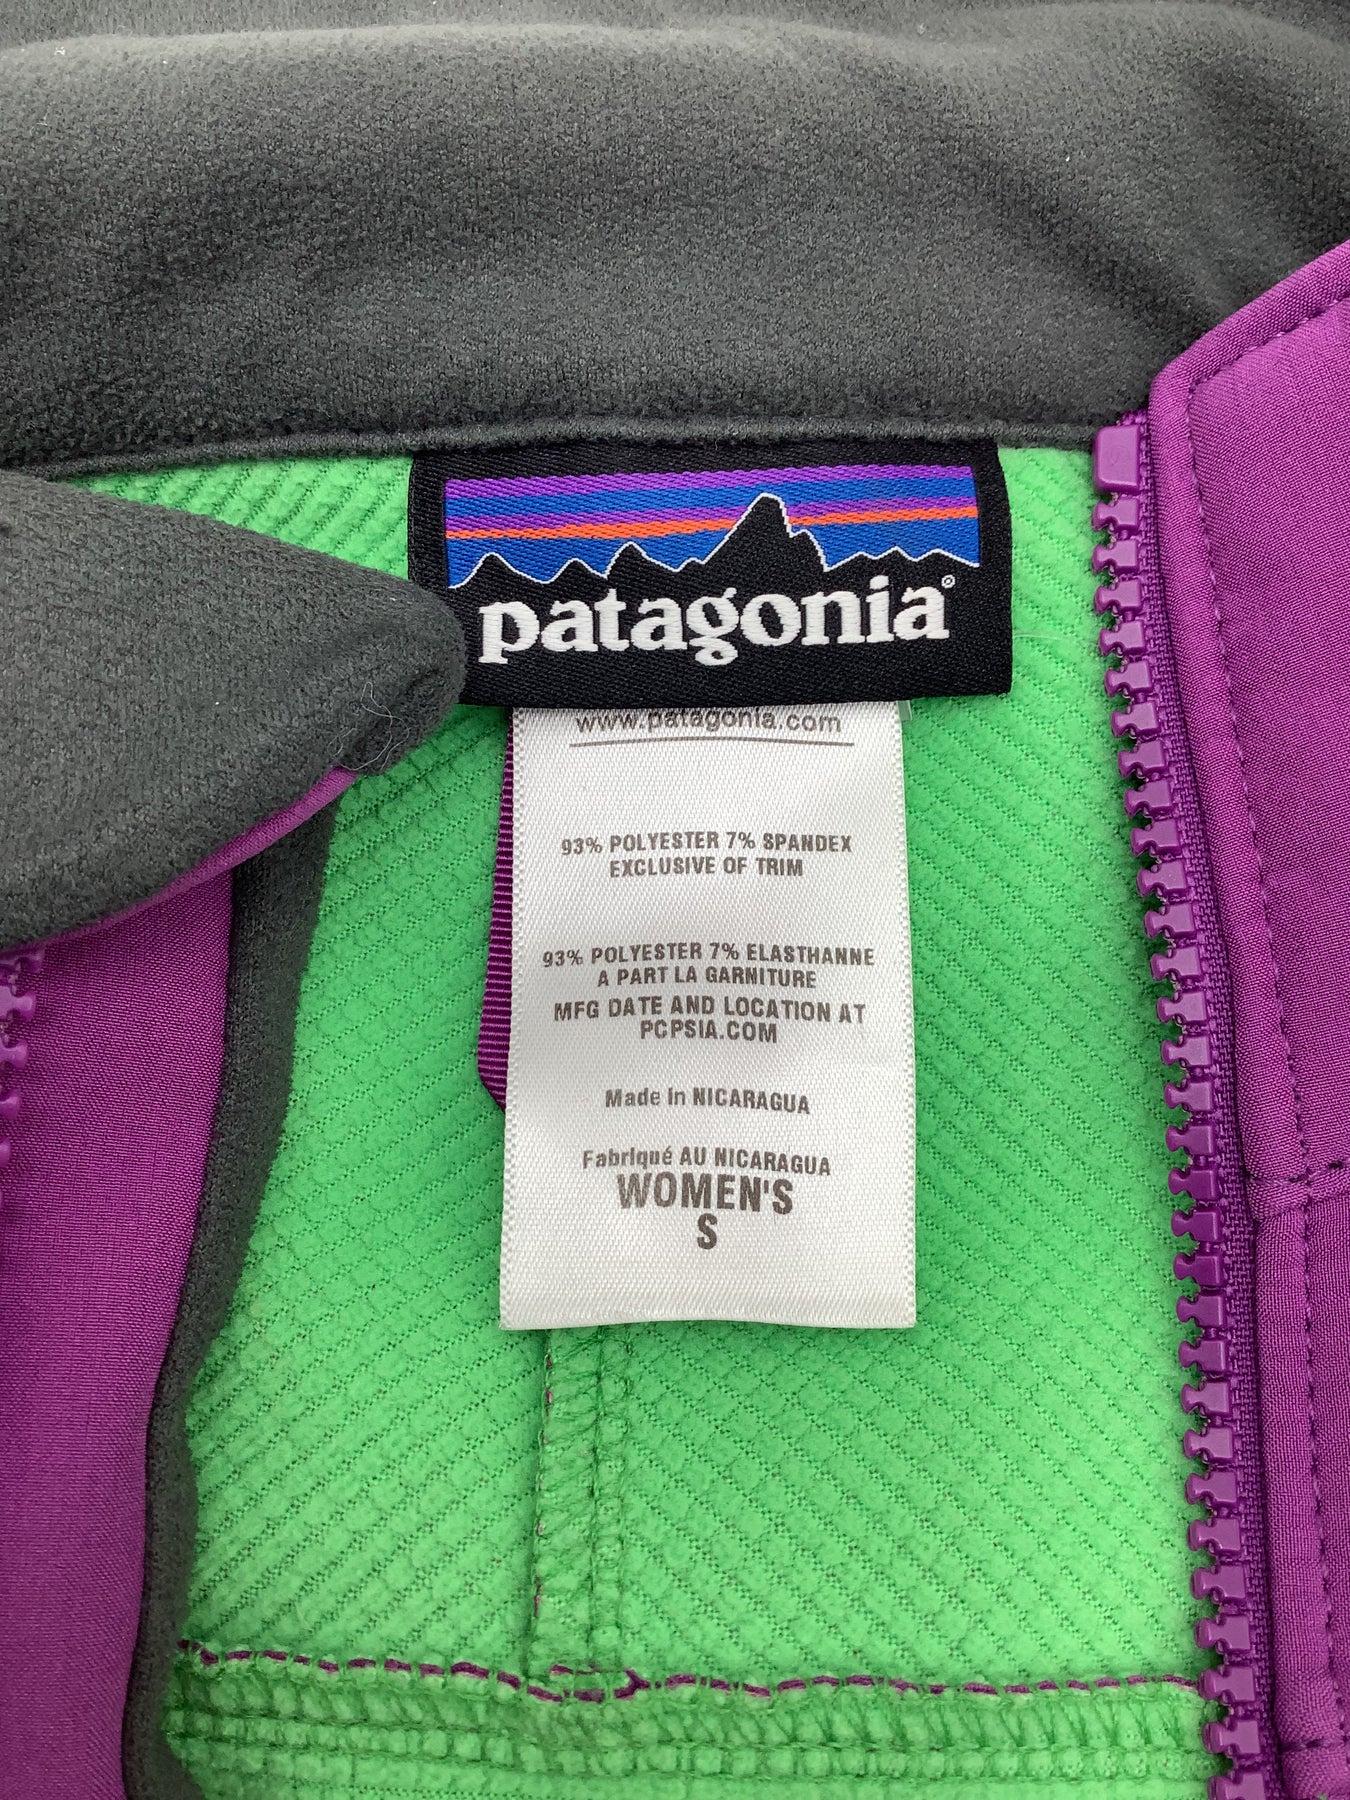 patagonia®
www.patagonia.com
93% POLYESTER 7% SPANDEX
EXCLUSIVE OF TRIM
93% POLYESTER 7% ELASTHANNE
A PART LA GARNITURE
MFG DATE AND LOCATION AT
PCPSIA.COM
Made in NICARAGUA
Fabriqué AU NICARAGUA
WOMEN'S
S